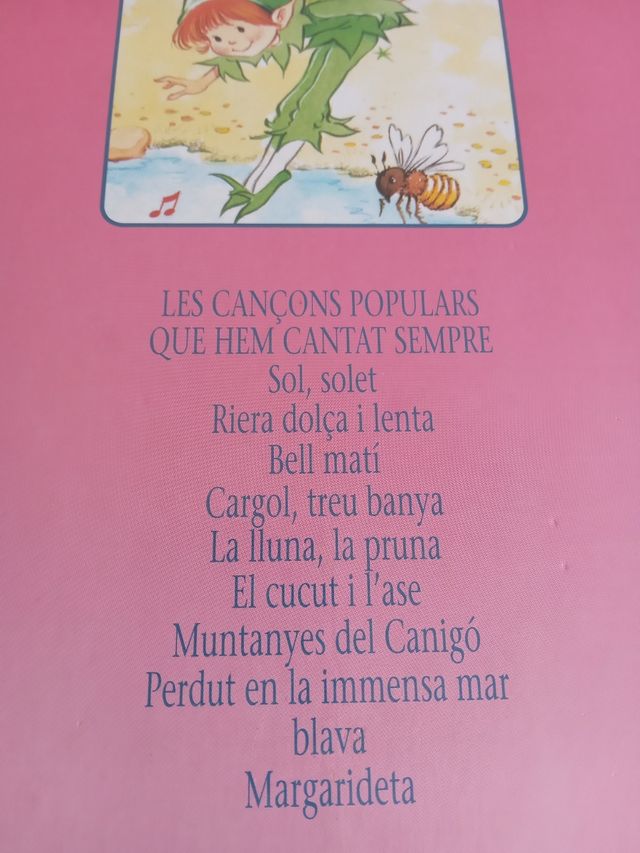 LES CANÇONS POPULARS
QUE HEM CANTAT SEMPRE
Sol, solet
Riera dolça i lenta
Bell matí
Cargol, treu banya
La lluna, la pruna
El cucut i l'ase
Muntanyes del Canigó
Perdut en la immensa mar
blava
Margarideta